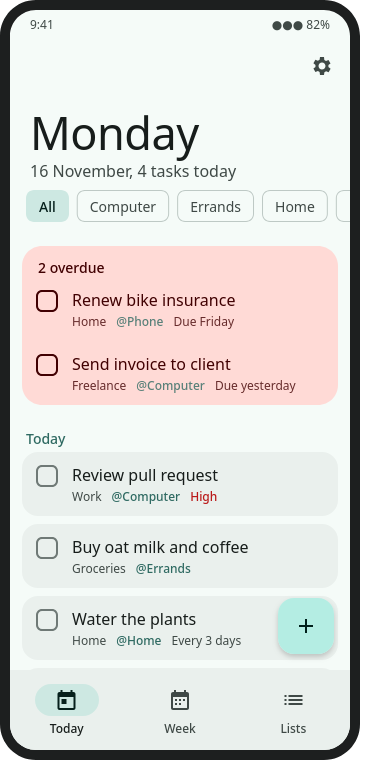 9:41 82%
Monday
16 November, 4 tasks today
All Computer Errands Home
2 overdue
Renew bike insurance
Home @Phone Due Friday
Send invoice to client
Freelance @Computer Due yesterday
Today
Review pull request
Work @Computer High
Buy oat milk and coffee
Groceries @Errands
Water the plants
Home @Home Every 3 days
Today Week Lists